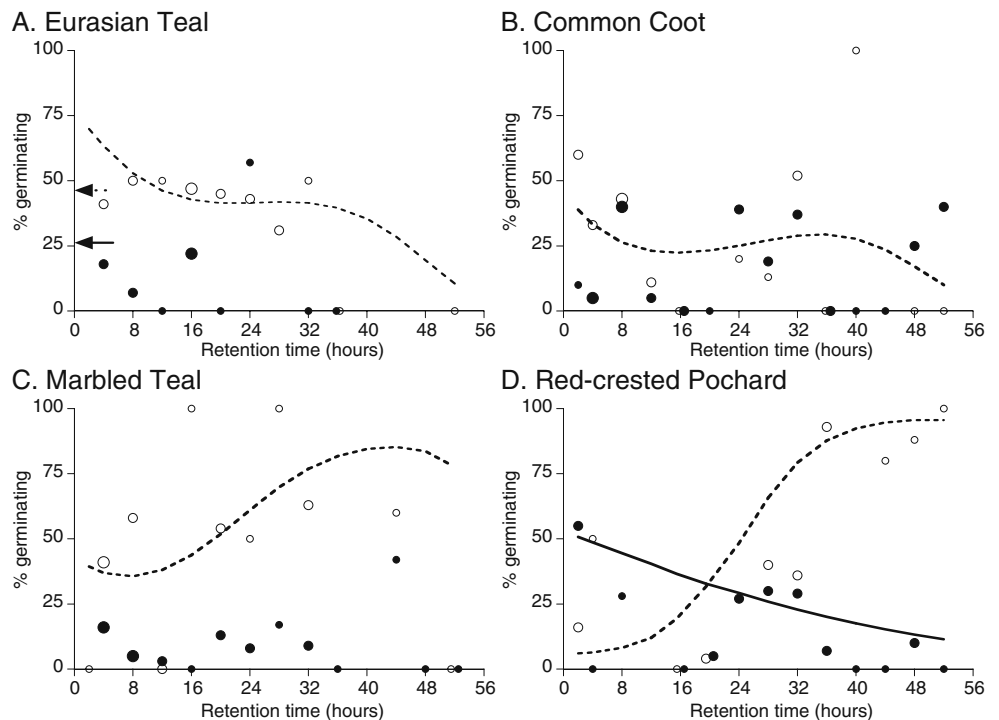 A. Eurasian Teal
100
75
50
25
0
% germinating
0 8 16 24 32 40 48 56
Retention time (hours)
B. Common Coot
100
75
50
25
0
% germinating
0 8 16 24 32 40 48 56
Retention time (hours)
C. Marbled Teal
100
75
50
25
0
% germinating
0 8 16 24 32 40 48 56
Retention time (hours)
D. Red-crested Pochard
100
75
50
25
0
% germinating
0 8 16 24 32 40 48 56
Retention time (hours)